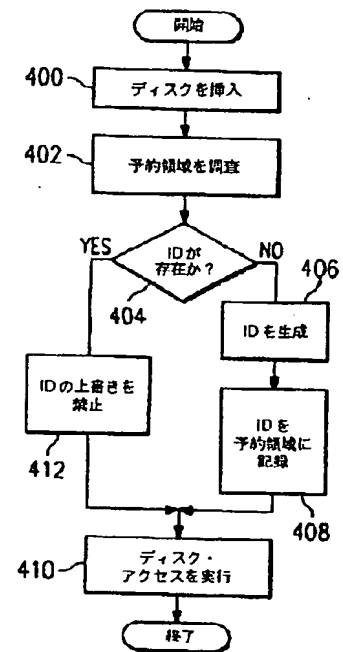 開始
400
ディスクを挿入
402
予約領域を調査
YES
IDが
存在か?
NO
404
406
IDを生成
IDの上書きを
禁止
412
IDを
予約領域に
記録
408
410
ディスク・
アクセスを実行
終了